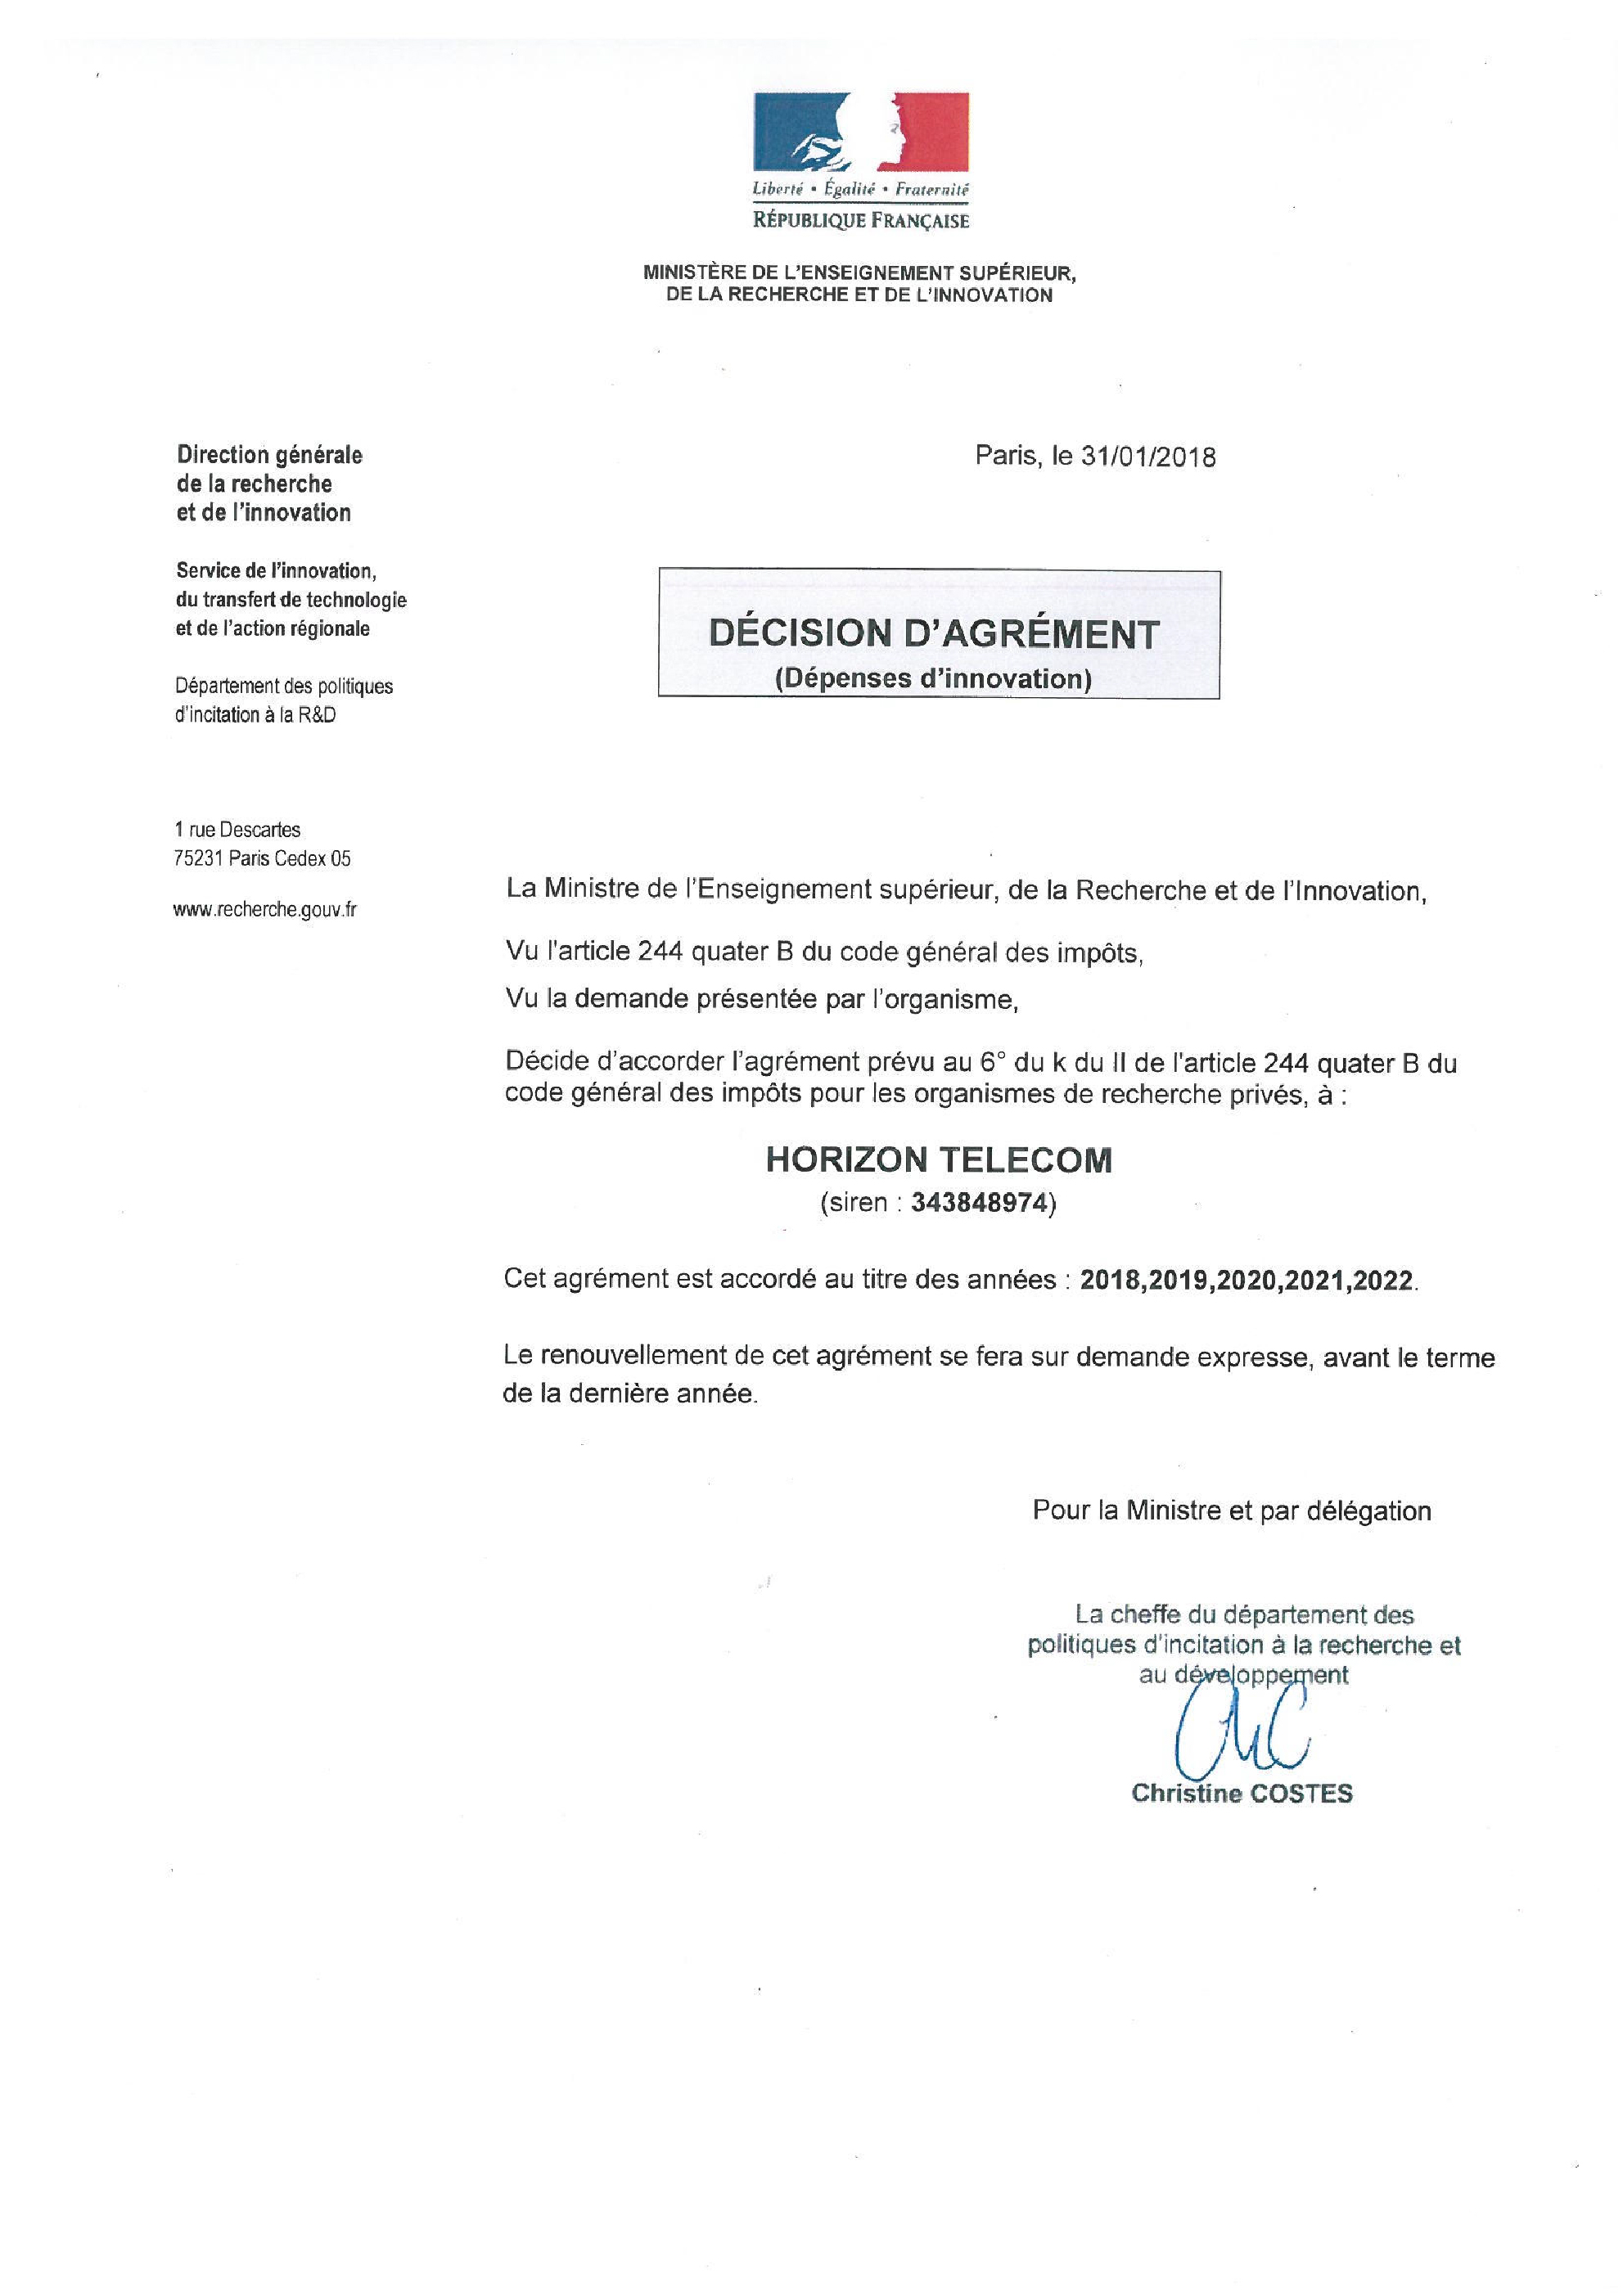 Liberté • Égalité • Fraternité
RÉPUBLIQUE FRANÇAISE
MINISTÈRE DE L'ENSEIGNEMENT SUPÉRIEUR,
DE LA RECHERCHE ET DE L'INNOVATION
Direction générale
de la recherche
et de l'innovation
Service de l'innovation,
du transfert de technologie
et de l'action régionale
Département des politiques
d'incitation à la R&D
1 rue Descartes
75231 Paris Cedex 05
www.recherche.gouv.fr
Paris, le 31/01/2018
DÉCISION D'AGRÉMENT
(Dépenses d'innovation)
La Ministre de l'Enseignement supérieur, de la Recherche et de l'Innovation,
Vu l'article 244 quater B du code général des impôts,
Vu la demande présentée par l'organisme,
Décide d'accorder l'agrément prévu au 6° du k du II de l'article 244 quater B du
code général des impôts pour les organismes de recherche privés, à :
HORIZON TELECOM
(siren : 343848974)
Cet agrément est accordé au titre des années : 2018,2019,2020,2021,2022.
Le renouvellement de cet agrément se fera sur demande expresse, avant le terme
de la dernière année.
Pour la Ministre et par délégation
La cheffe du département des
politiques d'incitation à la recherche et
au développement
Christine COSTES